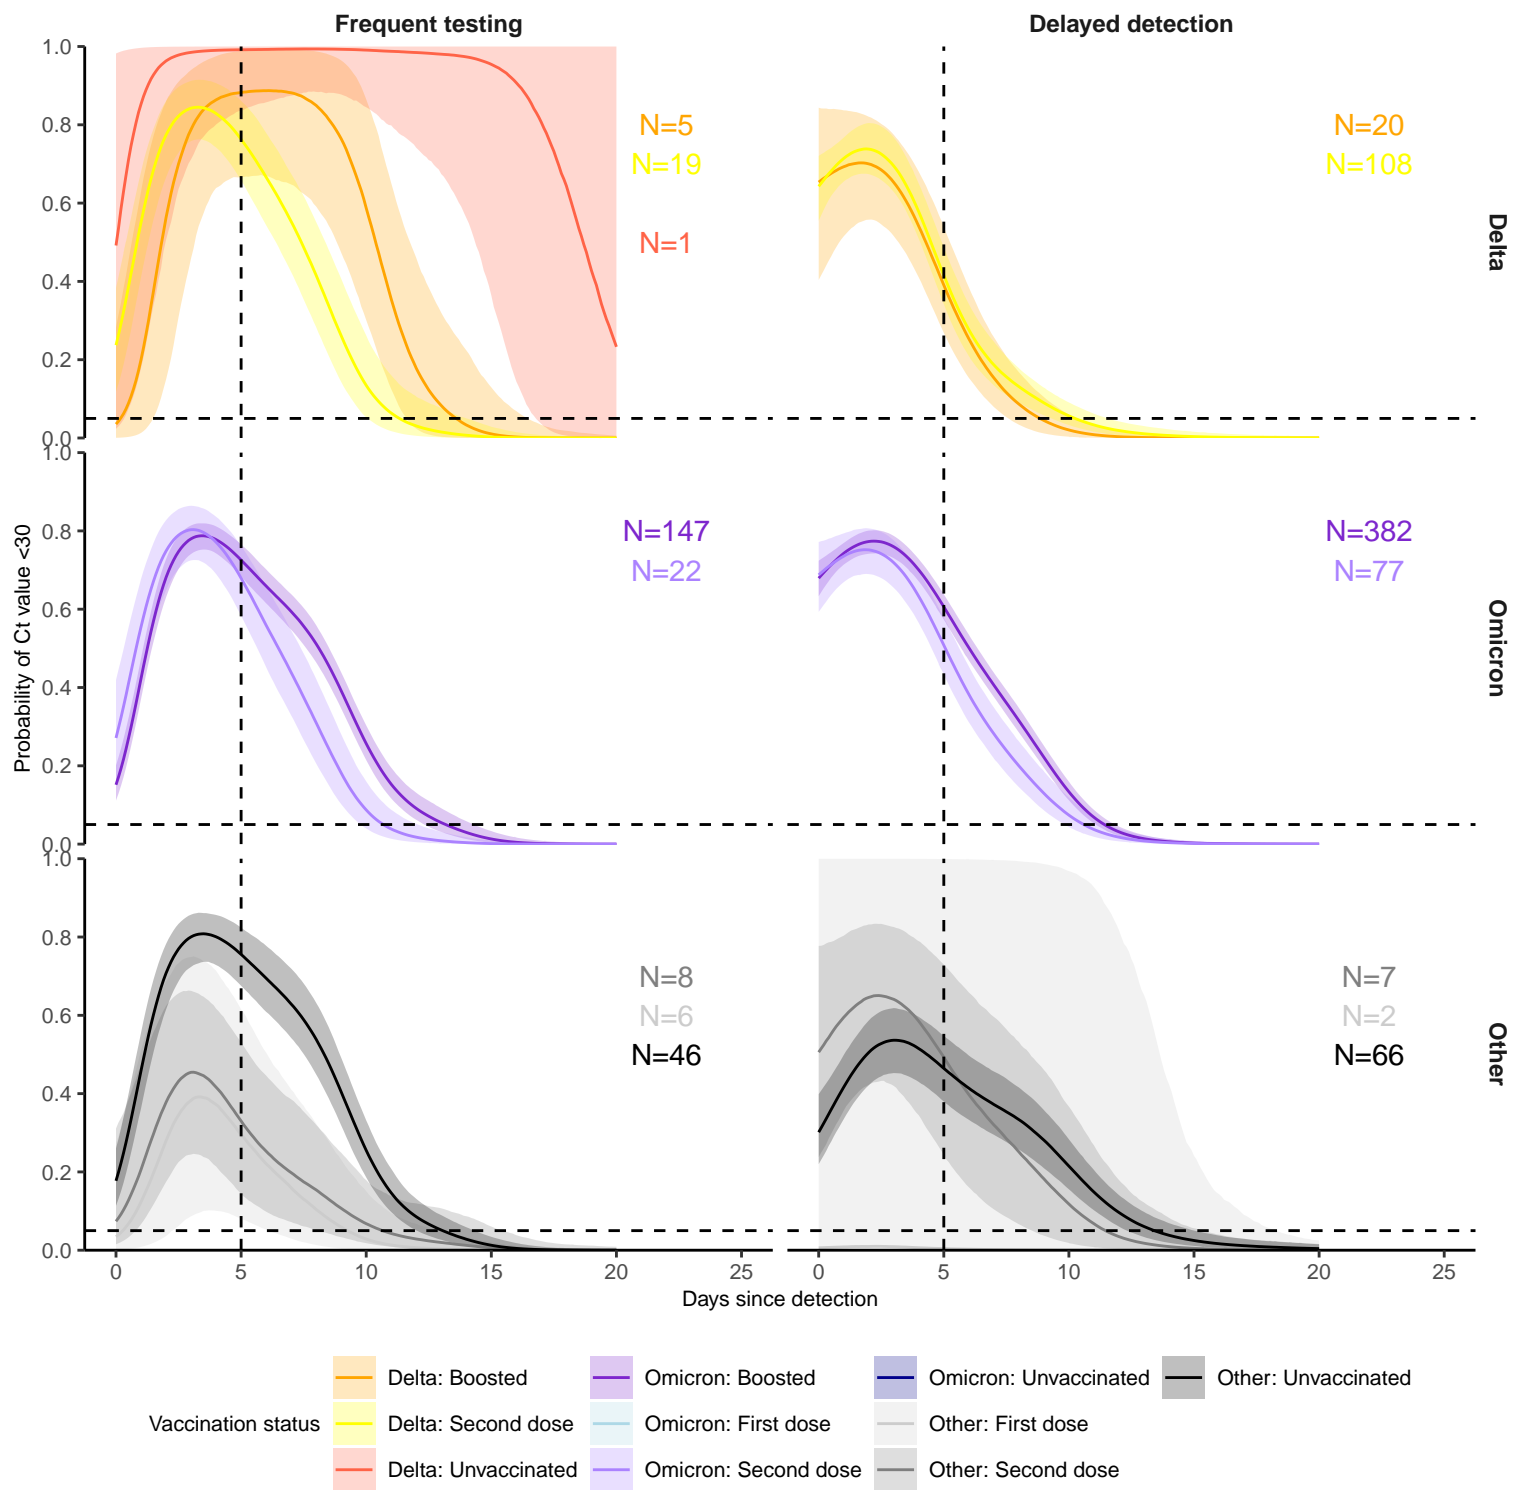 Frequent testing
Delayed detection
1.0
0.8
0.6
0.4
0.2
0.0
N=5
N=19
N=1
N=20
N=108
Delta
1.0
0.8
0.6
0.4
0.2
0.0
N=147
N=22
N=382
N=77
Omicron
Probability of Ct value <30
1.0
0.8
0.6
0.4
0.2
0.0
N=8
N=6
N=46
N=7
N=2
N=66
Other
0 5 10 15 20 25
0 5 10 15 20 25
Days since detection
Vaccination status
Delta: Boosted
Delta: Second dose
Delta: Unvaccinated
Omicron: Boosted
Omicron: First dose
Omicron: Second dose
Omicron: Unvaccinated
Other: First dose
Other: Second dose
Other: Unvaccinated